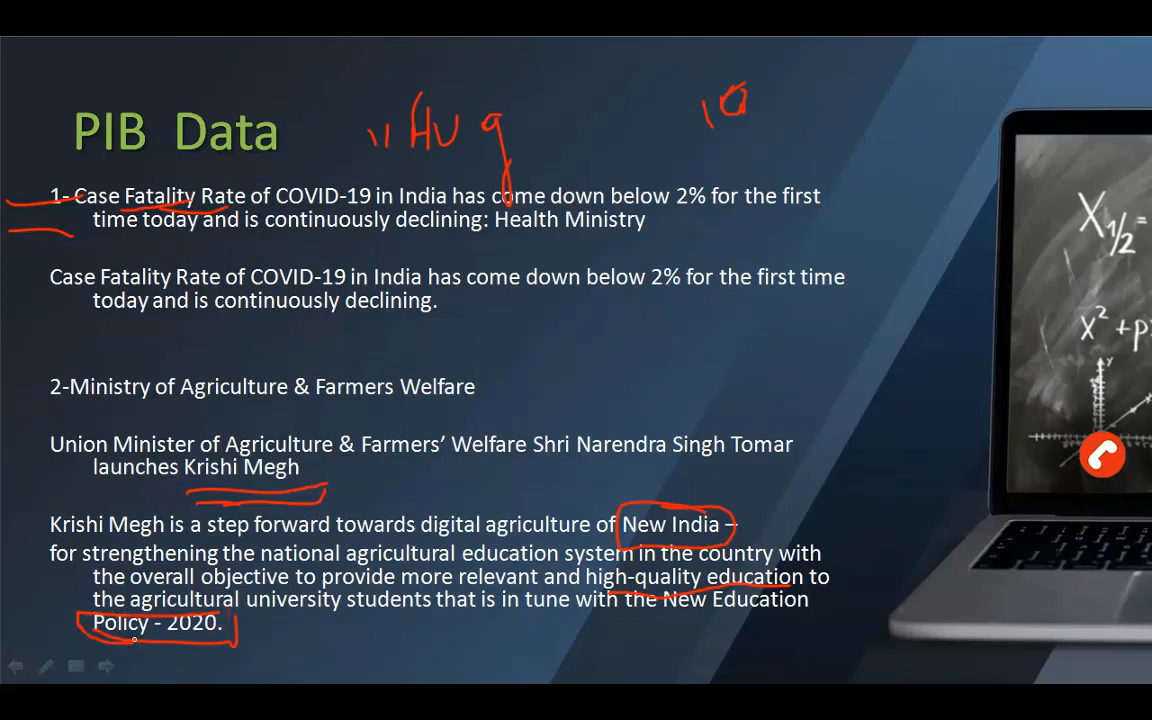 PIB Data
11 Aug
10
1- Case Fatality Rate of COVID-19 in India has come down below 2% for the first
time today and is continuously declining: Health Ministry
Case Fatality Rate of COVID-19 in India has come down below 2% for the first time
today and is continuously declining.
2-Ministry of Agriculture & Farmers Welfare
Union Minister of Agriculture & Farmers’ Welfare Shri Narendra Singh Tomar
launches Krishi Megh
Krishi Megh is a step forward towards digital agriculture of New India –
for strengthening the national agricultural education system in the country with
the overall objective to provide more relevant and high-quality education to
the agricultural university students that is in tune with the New Education
Policy - 2020.
X1/2=
x²+p